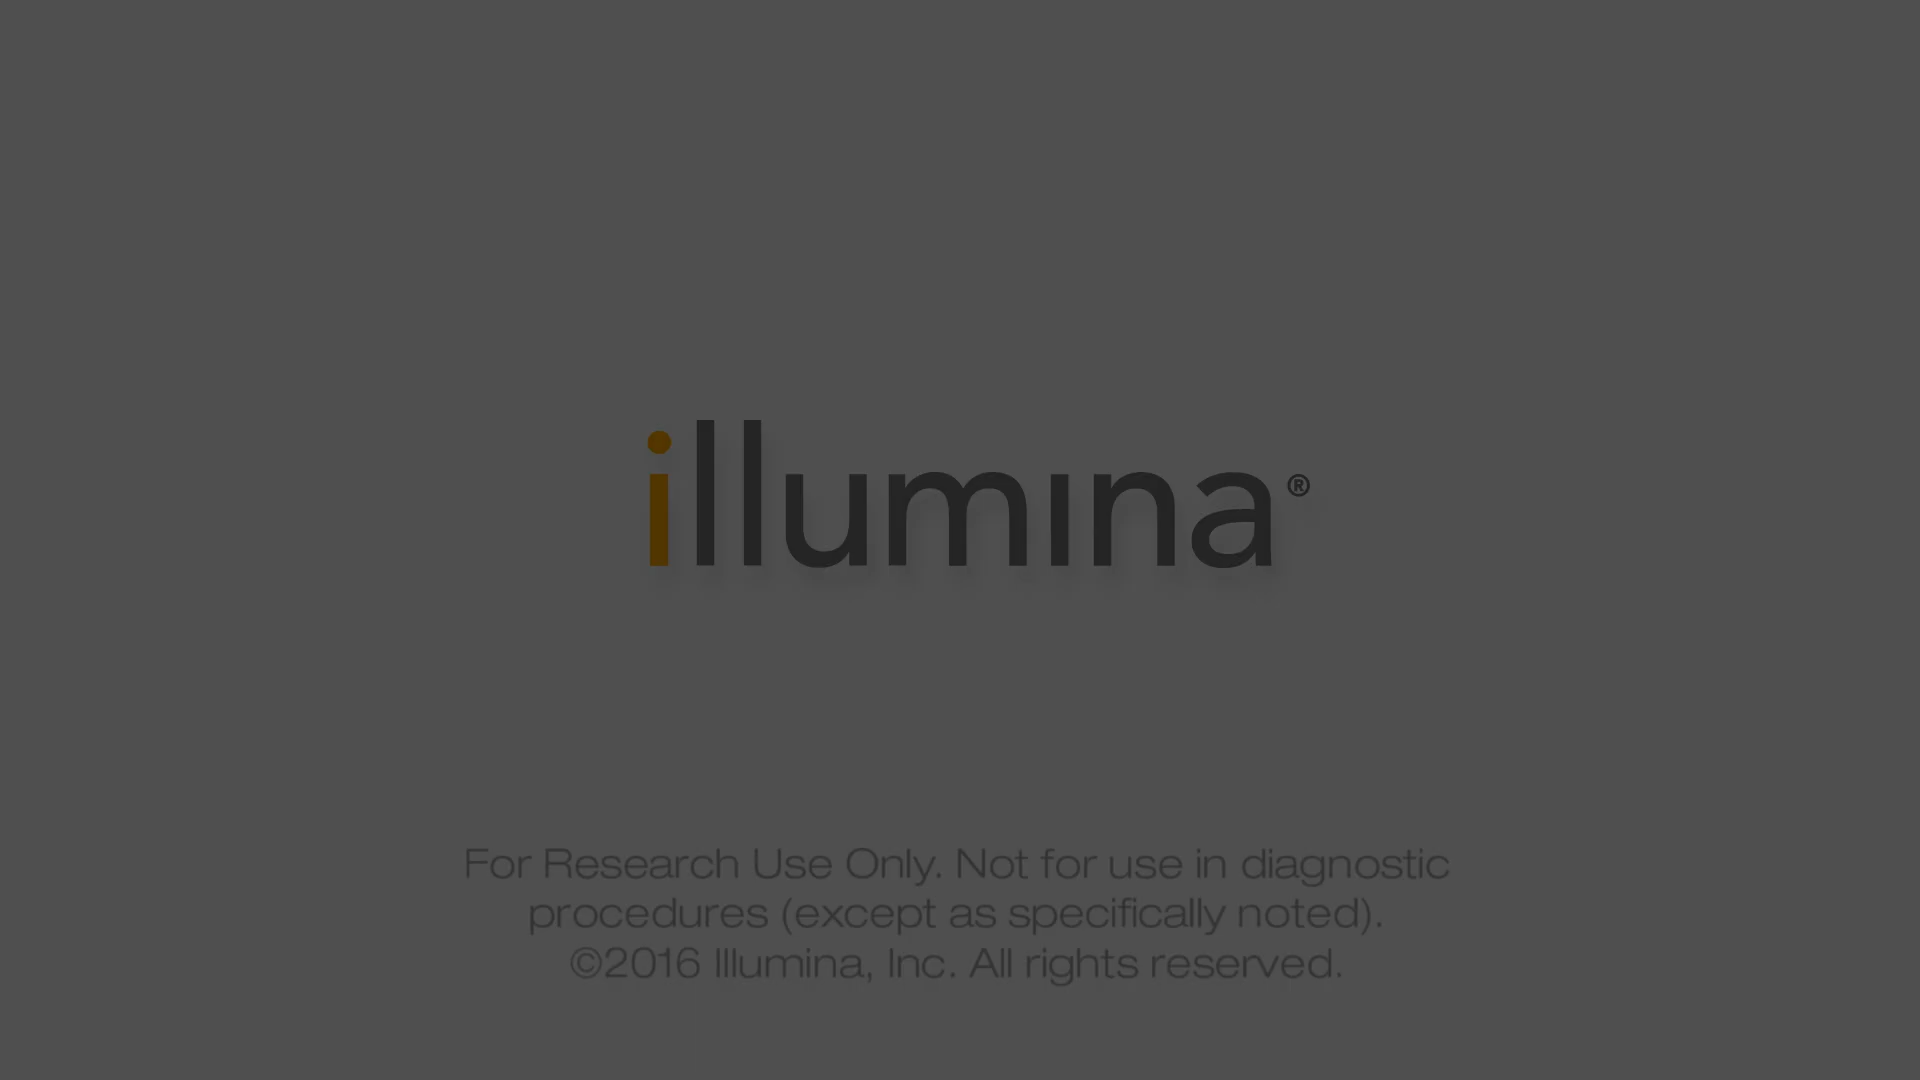 illumina®
For Research Use Only. Not for use in diagnostic
procedures (except as specifically noted).
©2016 Illumina, Inc. All rights reserved.